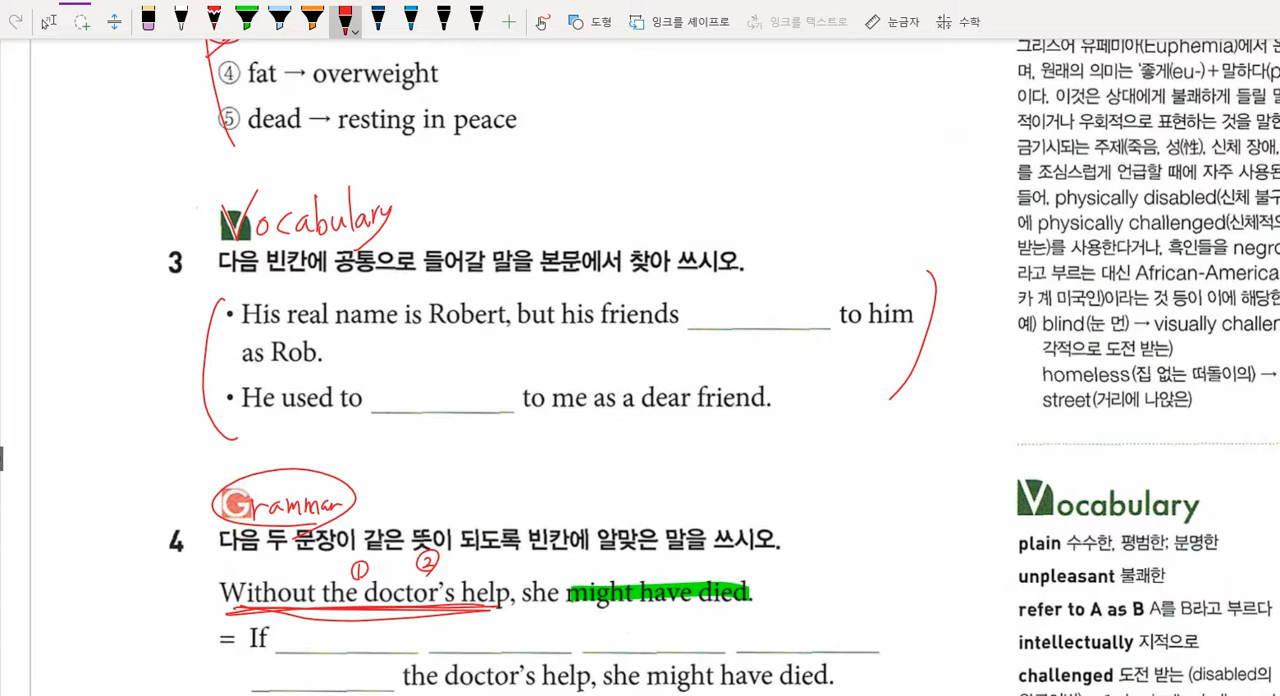 도형
잉크를 셰이프로
잉크를 텍스트로
눈금자
수학
④ fat → overweight
⑤ dead → resting in peace
Vocabulary
3 다음 빈칸에 공통으로 들어갈 말을 본문에서 찾아 쓰시오.
• His real name is Robert, but his friends ________ to him
as Rob.
• He used to ________ to me as a dear friend.
Grammar
4 다음 두 문장이 같은 뜻이 되도록 빈칸에 알맞은 말을 쓰시오.
① ②
Without the doctor's help, she might have died.
= If ________ ________ ________ ________
________ the doctor's help, she might have died.
그리스어 유페미아(Euphemia)에서 온
며, 원래의 의미는 '좋게(eu-)+말하다(p
이다. 이것은 상대에게 불쾌하게 들릴 말
적이거나 우회적으로 표현하는 것을 말한
금기시되는 주제(죽음, 성(性), 신체 장애,
를 조심스럽게 언급할 때에 자주 사용된
들어, physically disabled(신체 불구
에 physically challenged(신체적으
받는)를 사용한다거나, 흑인들을 negro
라고 부르는 대신 African-America
카 계 미국인)이라는 것 등이 이에 해당한
예) blind(눈 먼) → visually challen
각적으로 도전 받는)
homeless(집 없는 떠돌이의) →
street(거리에 나앉은)
Vocabulary
plain 수수한, 평범한; 분명한
unpleasant 불쾌한
refer to A as B A를 B라고 부르다
intellectually 지적으로
challenged 도전 받는 (disabled의